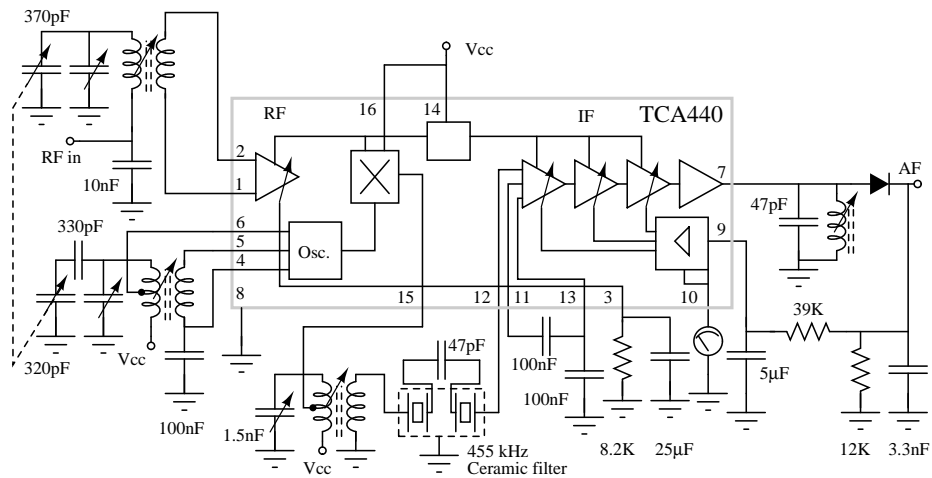 370pF
Vcc
RF
16
14
IF
TCA440
RF in
2
7
AF
10nF
1
47pF
330pF
6
9
5
Osc.
4
8
15
12
11
13
3
10
39K
Vcc
320pF
47pF
100nF
5µF
100nF
100nF
1.5nF
8.2K
25µF
12K
3.3nF
455 kHz
Vcc
Ceramic filter